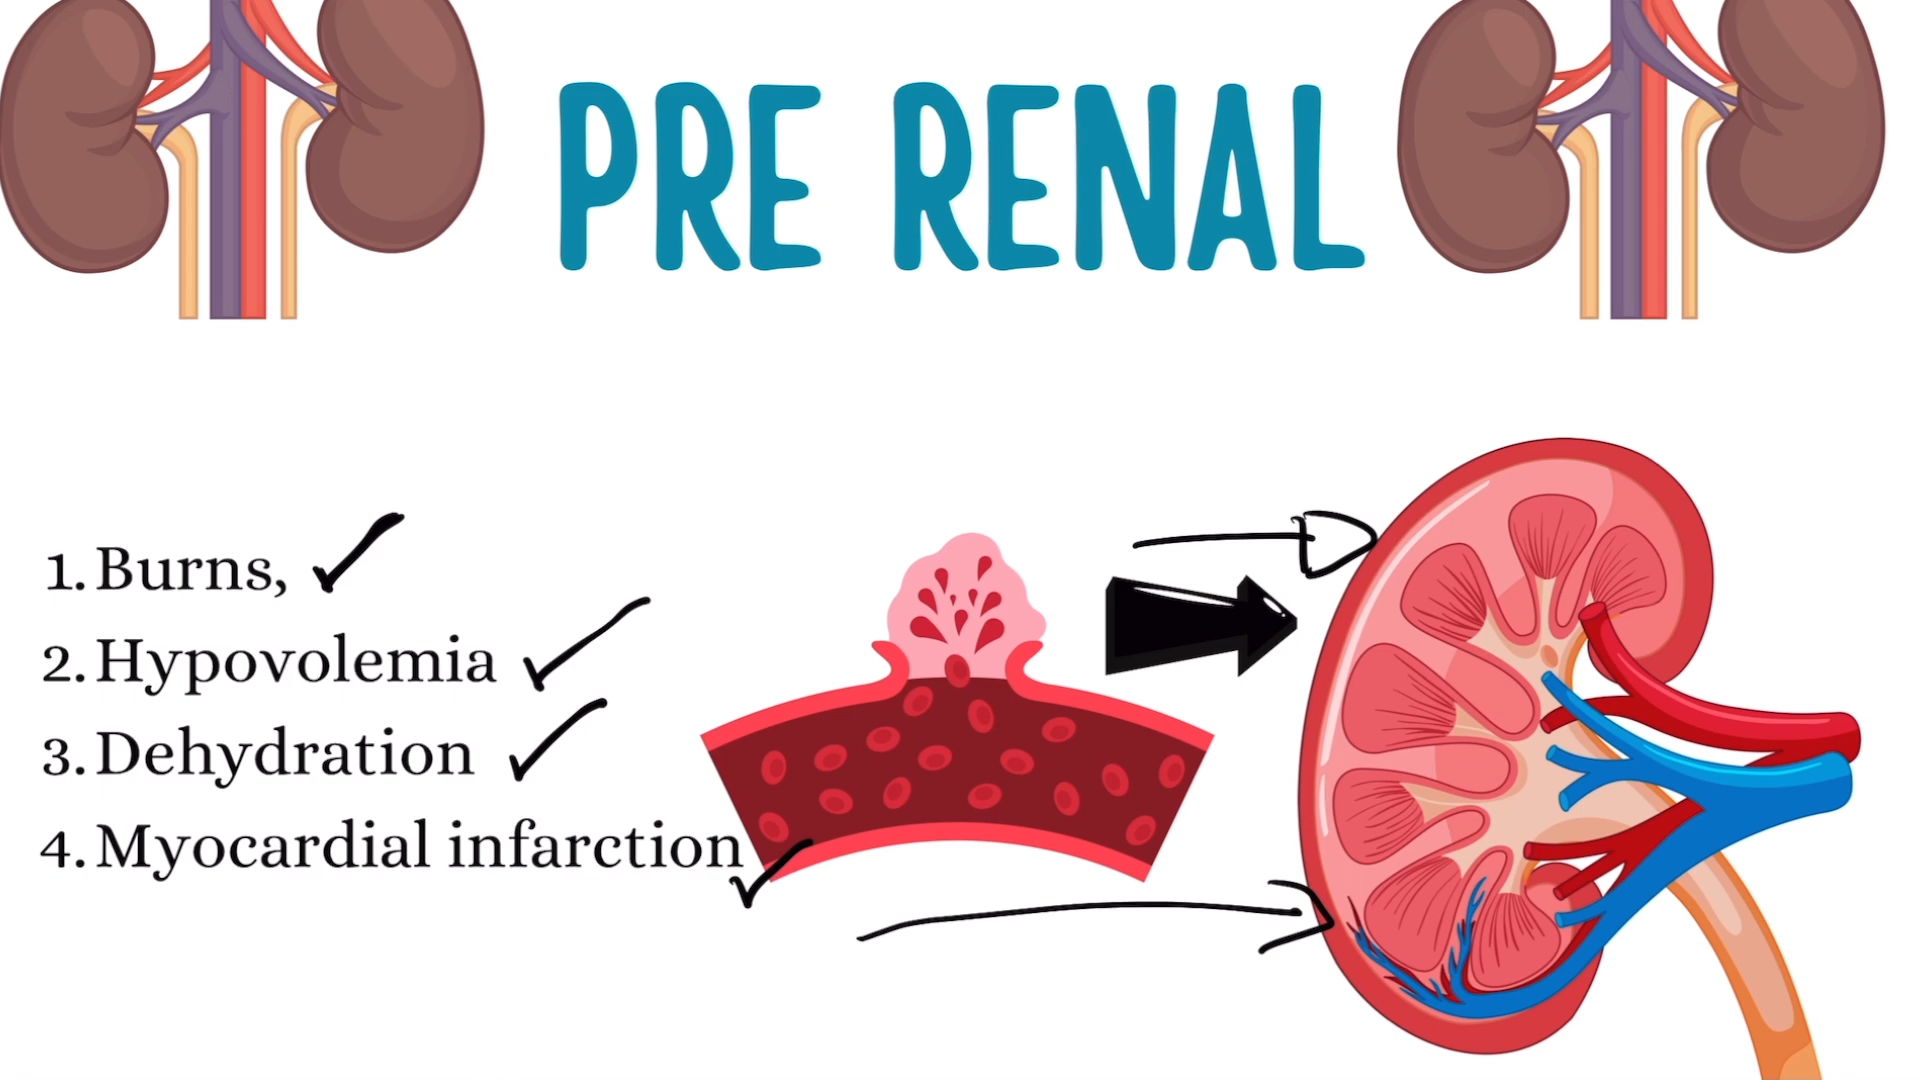 PRE RENAL
1. Burns,
2. Hypovolemia
3. Dehydration
4. Myocardial infarction